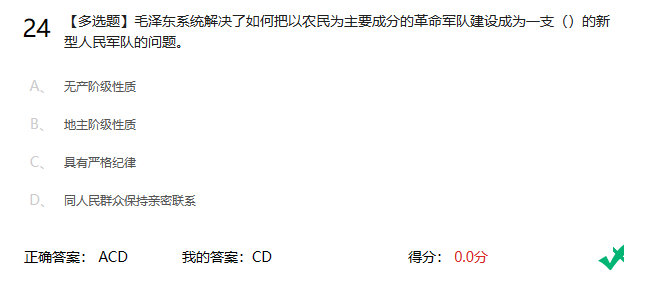 24 【多选题】毛泽东系统解决了如何把以农民为主要成分的革命军队建设成为一支（）的新
型人民军队的问题。
A、 无产阶级性质
B、 地主阶级性质
C、 具有严格纪律
D、 同人民群众保持亲密联系
正确答案： ACD 我的答案：CD 得分： 0.0分